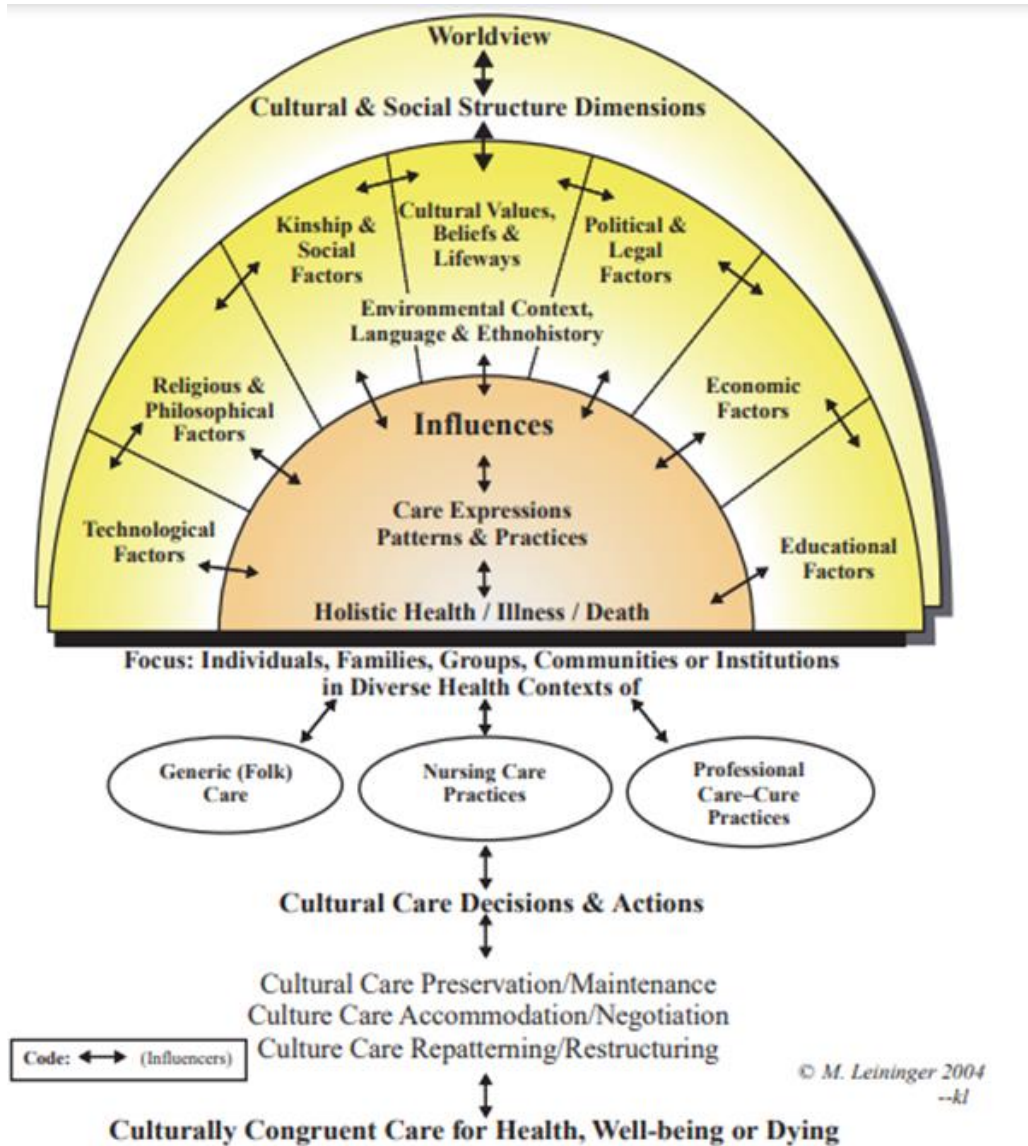 Worldview
Cultural & Social Structure Dimensions
Kinship &
Social
Factors
Cultural Values,
Beliefs &
Lifeways
Political &
Legal
Factors
Environmental Context,
Language & Ethnohistory
Religious &
Philosophical
Factors
Economic
Factors
Technological
Factors
Educational
Factors
Influences
Care Expressions
Patterns & Practices
Holistic Health / Illness / Death
Focus: Individuals, Families, Groups, Communities or Institutions
in Diverse Health Contexts of
Generic (Folk)
Care
Nursing Care
Practices
Professional
Care–Cure
Practices
Cultural Care Decisions & Actions
Cultural Care Preservation/Maintenance
Culture Care Accommodation/Negotiation
Culture Care Repatterning/Restructuring
Code: (Influencers)
© M. Leininger 2004
--kl
Culturally Congruent Care for Health, Well-being or Dying